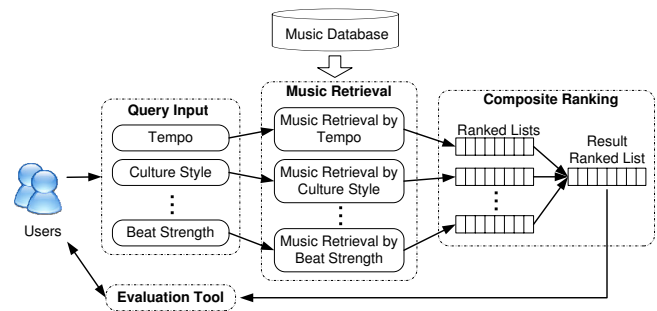 Music Database
Query Input
Tempo
Culture Style
Beat Strength
Users
Music Retrieval
Music Retrieval by
Tempo
Music Retrieval by
Culture Style
Music Retrieval by
Beat Strength
Composite Ranking
Ranked Lists
Result
Ranked List
Evaluation Tool